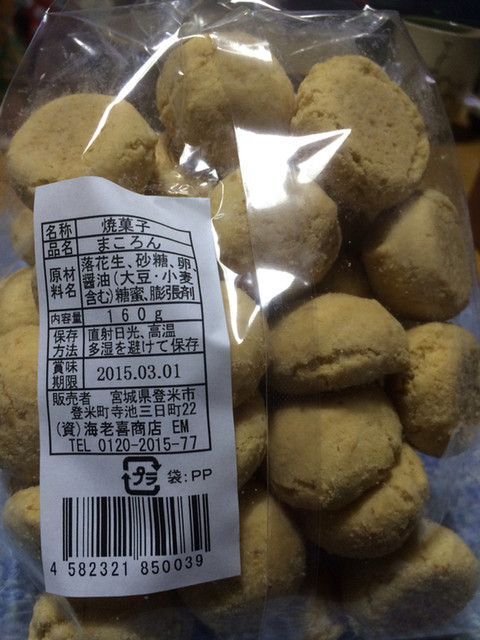 名称 焼菓子
品名 まころん
原材料名 落花生、砂糖、卵、
醤油(大豆・小麦
含む)糖蜜、膨張剤
内容量 160g
保存方法 直射日光、高温
多湿を避けて保存
賞味期限 2015.03.01
販売者 宮城県登米市
登米町寺池三日町22
(資)海老喜商店 EM
TEL 0120-2015-77
プラ 袋:PP
4 582321 850039